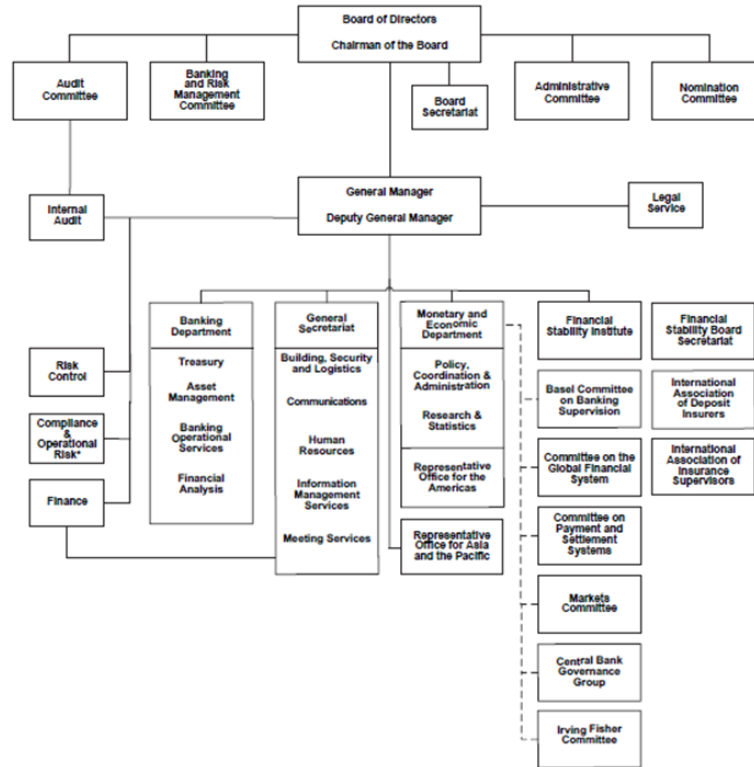 Board of Directors
Chairman of the Board
Audit
Committee
Banking
and Risk
Management
Committee
Board
Secretariat
Administrative
Committee
Nomination
Committee
Internal
Audit
General Manager
Deputy General Manager
Legal
Service
Banking
Department
Treasury
Asset
Management
Banking
Operational
Services
Financial
Analysis
General
Secretariat
Building, Security
and Logistics
Communications
Human
Resources
Information
Management
Services
Meeting Services
Monetary and
Economic
Department
Policy,
Coordination &
Administration
Research &
Statistics
Representative
Office for the
Americas
Representative
Office for Asia
and the Pacific
Financial
Stability Institute
Financial
Stability Board
Secretariat
Basel Committee
on Banking
Supervision
International
Association
of Deposit
Insurers
Committee on the
Global Financial
System
International
Association of
Insurance
Supervisors
Committee on
Payment and
Settlement
Systems
Markets
Committee
Central Bank
Governance
Group
Irving Fisher
Committee
Risk
Control
Compliance
&
Operational
Risk*
Finance